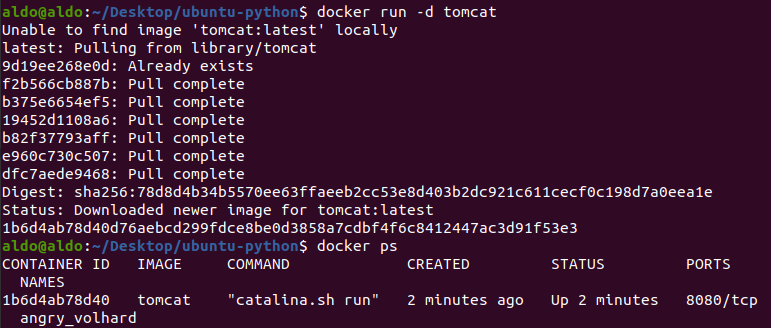 aldo@aldo:~/Desktop/ubuntu-python$ docker run -d tomcat
Unable to find image 'tomcat:latest' locally
latest: Pulling from library/tomcat
9d19ee268e0d: Already exists
f2b566cb887b: Pull complete
b375e6654ef5: Pull complete
19452d1108a6: Pull complete
b82f37793aff: Pull complete
e960c730c507: Pull complete
dfc7aede9468: Pull complete
Digest: sha256:78d8d4b34b5570ee63ffaeeb2cc53e8d403b2dc921c611cecf0c198d7a0eea1e
Status: Downloaded newer image for tomcat:latest
1b6d4ab78d40d76aebcd299fdce8be0d3858a7cdbf4f6c8412447ac3d91f53e3
aldo@aldo:~/Desktop/ubuntu-python$ docker ps
CONTAINER ID   IMAGE     COMMAND             CREATED         STATUS         PORTS
  NAMES
1b6d4ab78d40   tomcat    "catalina.sh run"   2 minutes ago   Up 2 minutes   8080/tcp
  angry_volhard